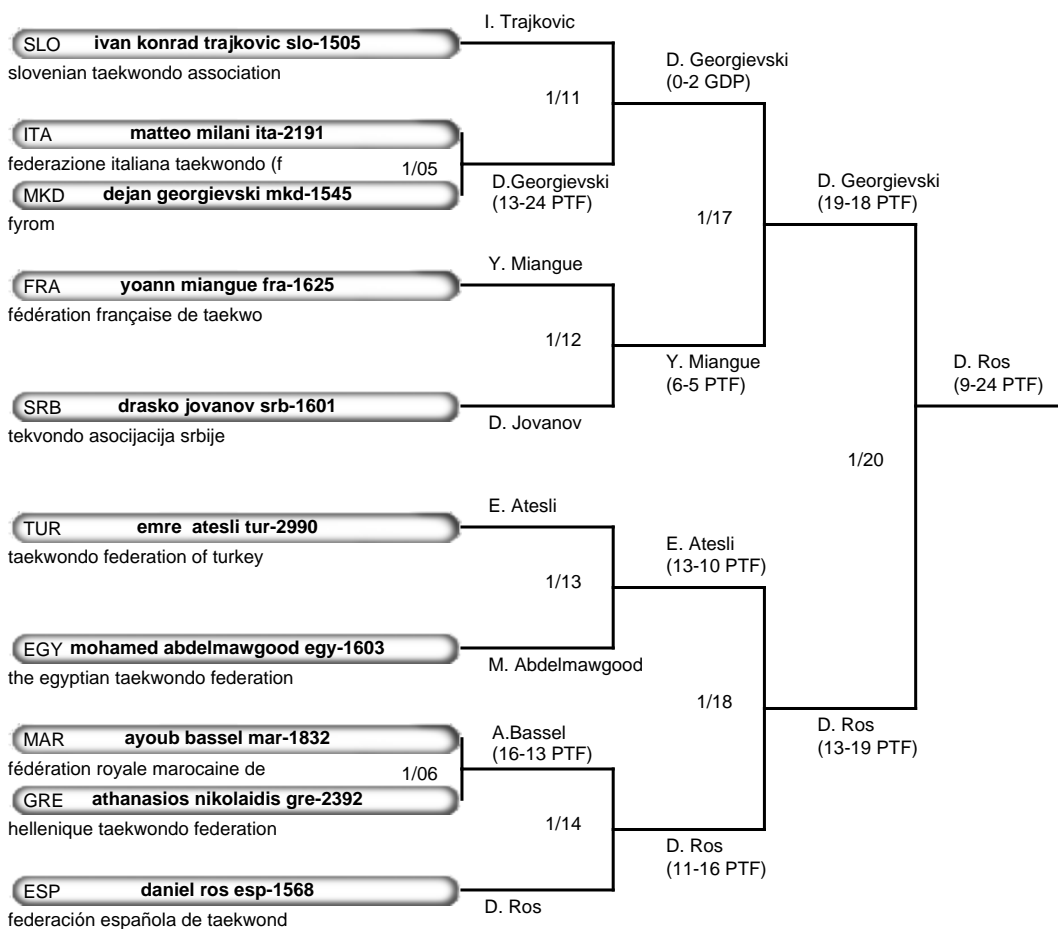 I. Trajkovic
SLO ivan konrad trajkovic slo-1505
slovenian taekwondo association
D. Georgievski
(0-2 GDP)
1/11
ITA matteo milani ita-2191
federazione italiana taekwondo (f
1/05
MKD dejan georgievski mkd-1545
fyrom
D.Georgievski
(13-24 PTF)
D. Georgievski
(19-18 PTF)
1/17
Y. Miangue
FRA yoann miangue fra-1625
fédération française de taekwo
1/12
Y. Miangue
(6-5 PTF)
D. Ros
(9-24 PTF)
SRB drasko jovanov srb-1601
tekvondo asocijacija srbije
D. Jovanov
1/20
E. Atesli
TUR emre atesli tur-2990
taekwondo federation of turkey
E. Atesli
(13-10 PTF)
1/13
EGY mohamed abdelmawgood egy-1603
the egyptian taekwondo federation
M. Abdelmawgood
1/18
D. Ros
(13-19 PTF)
A.Bassel
(16-13 PTF)
MAR ayoub bassel mar-1832
fédération royale marocaine de
1/06
GRE athanasios nikolaidis gre-2392
hellenique taekwondo federation
1/14
D. Ros
(11-16 PTF)
ESP daniel ros esp-1568
federación española de taekwond
D. Ros